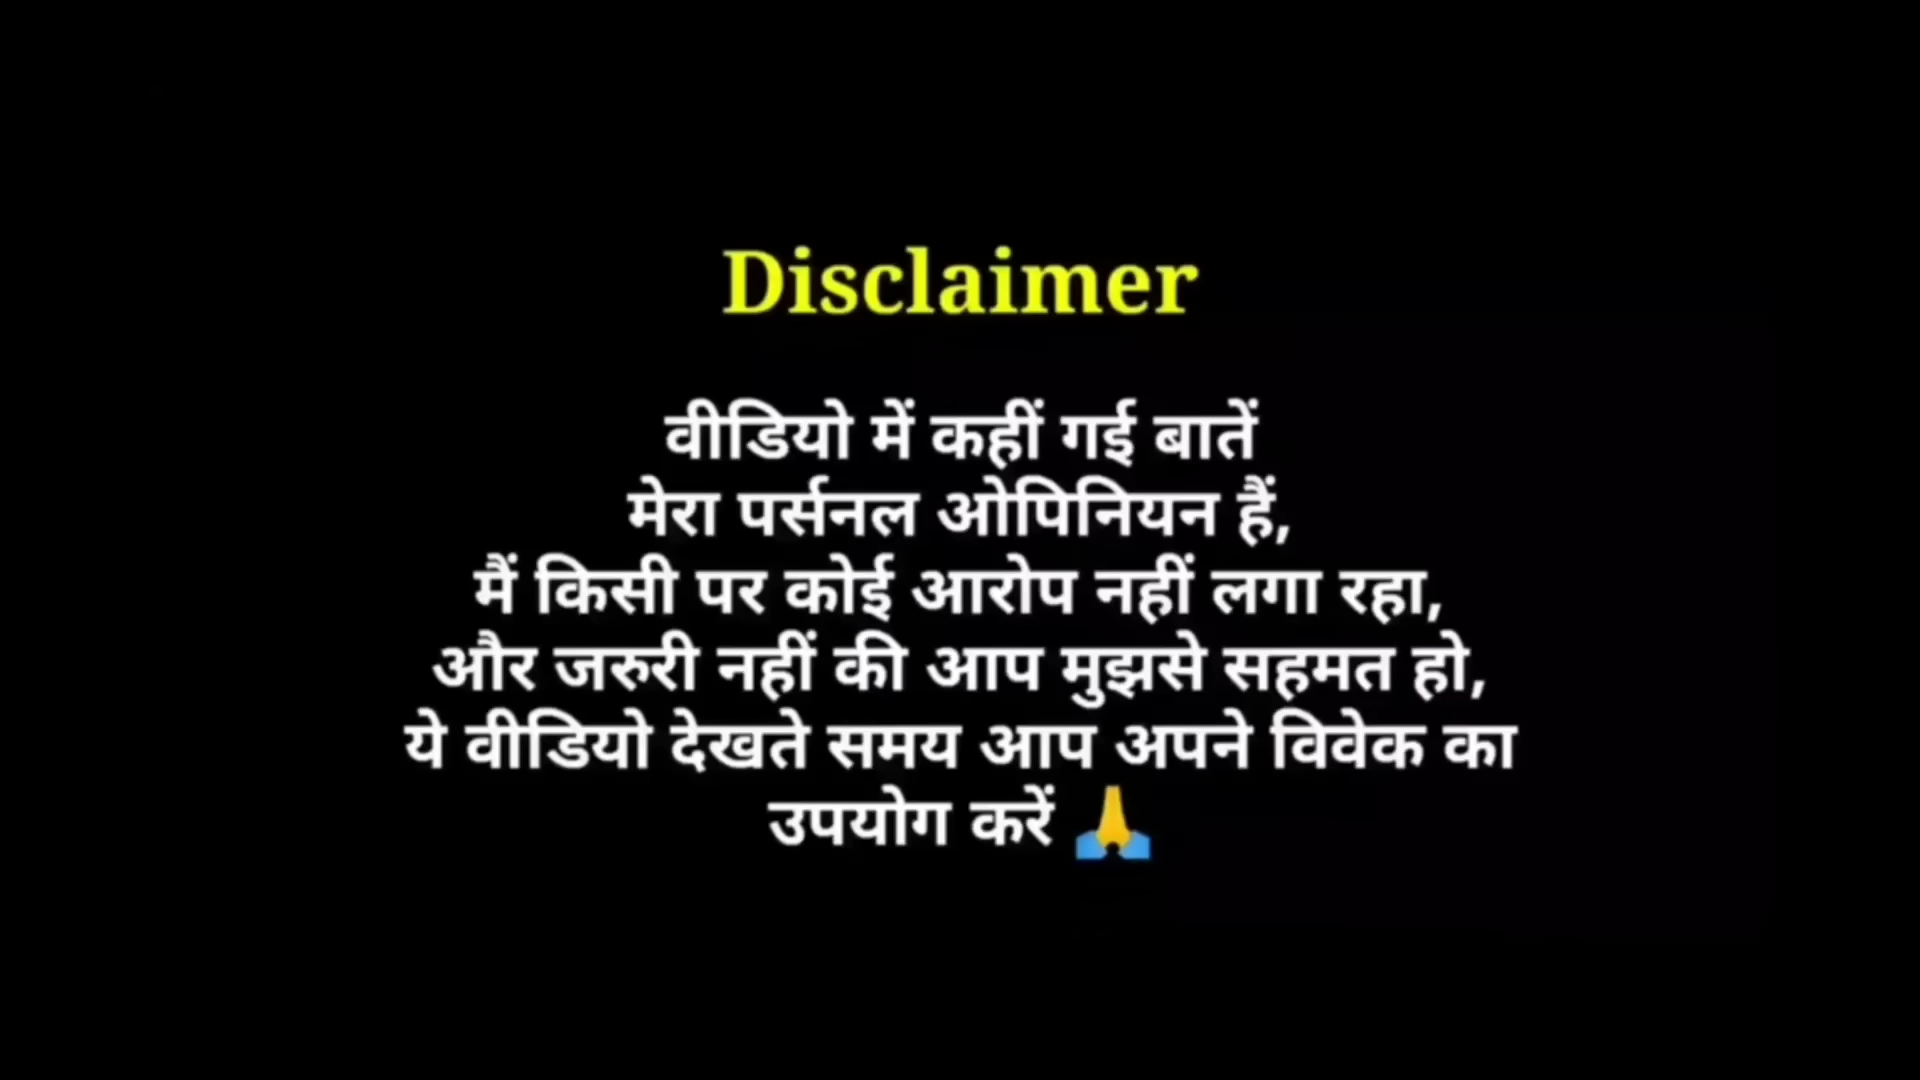 Disclaimer
वीडियो में कहीं गई बातें
मेरा पर्सनल ओपिनियन हैं,
मैं किसी पर कोई आरोप नहीं लगा रहा,
और जरुरी नहीं की आप मुझसे सहमत हो,
ये वीडियो देखते समय आप अपने विवेक का
उपयोग करें 🙏